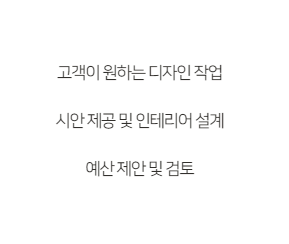 고객이 원하는 디자인 작업
시안 제공 및 인테리어 설계
예산 제안 및 검토